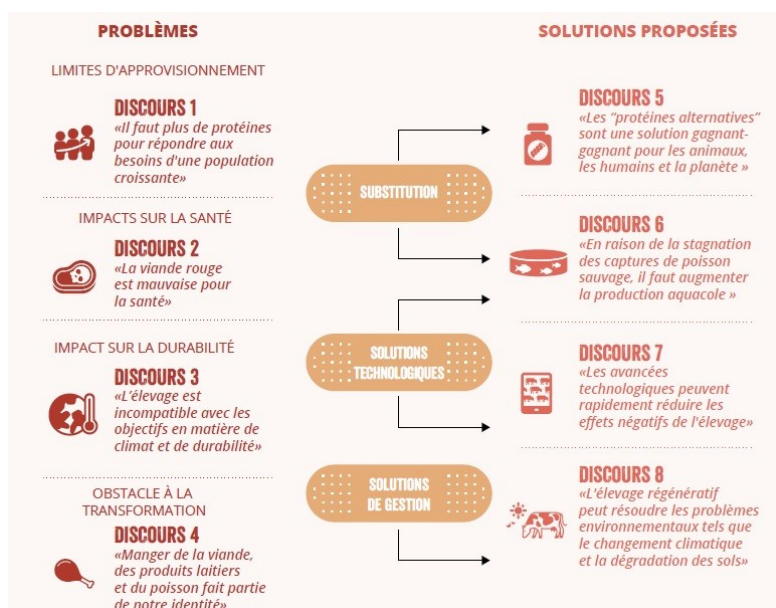 PROBLÈMES
LIMITES D'APPROVISIONNEMENT
DISCOURS 1
«Il faut plus de protéines
pour répondre aux
besoins d'une population
croissante»
IMPACTS SUR LA SANTÉ
DISCOURS 2
«La viande rouge
est mauvaise pour
la santé»
IMPACT SUR LA DURABILITÉ
DISCOURS 3
«L'élevage est
incompatible avec les
objectifs en matière de
climat et de durabilité»
OBSTACLE À LA
TRANSFORMATION
DISCOURS 4
«Manger de la viande,
des produits laitiers
et du poisson fait partie
de notre identité»
SUBSTITUTION
SOLUTIONS
TECHNOLOGIQUES
SOLUTIONS
DE GESTION
SOLUTIONS PROPOSÉES
DISCOURS 5
«Les “protéines alternatives”
sont une solution gagnant-
gagnant pour les animaux,
les humains et la planète »
DISCOURS 6
«En raison de la stagnation
des captures de poisson
sauvage, il faut augmenter
la production aquacole »
DISCOURS 7
«Les avancées
technologiques peuvent
rapidement réduire les
effets négatifs de l'élevage»
DISCOURS 8
«L'élevage régénératif
peut résoudre les problèmes
environnementaux tels que
le changement climatique
et la dégradation des sols»